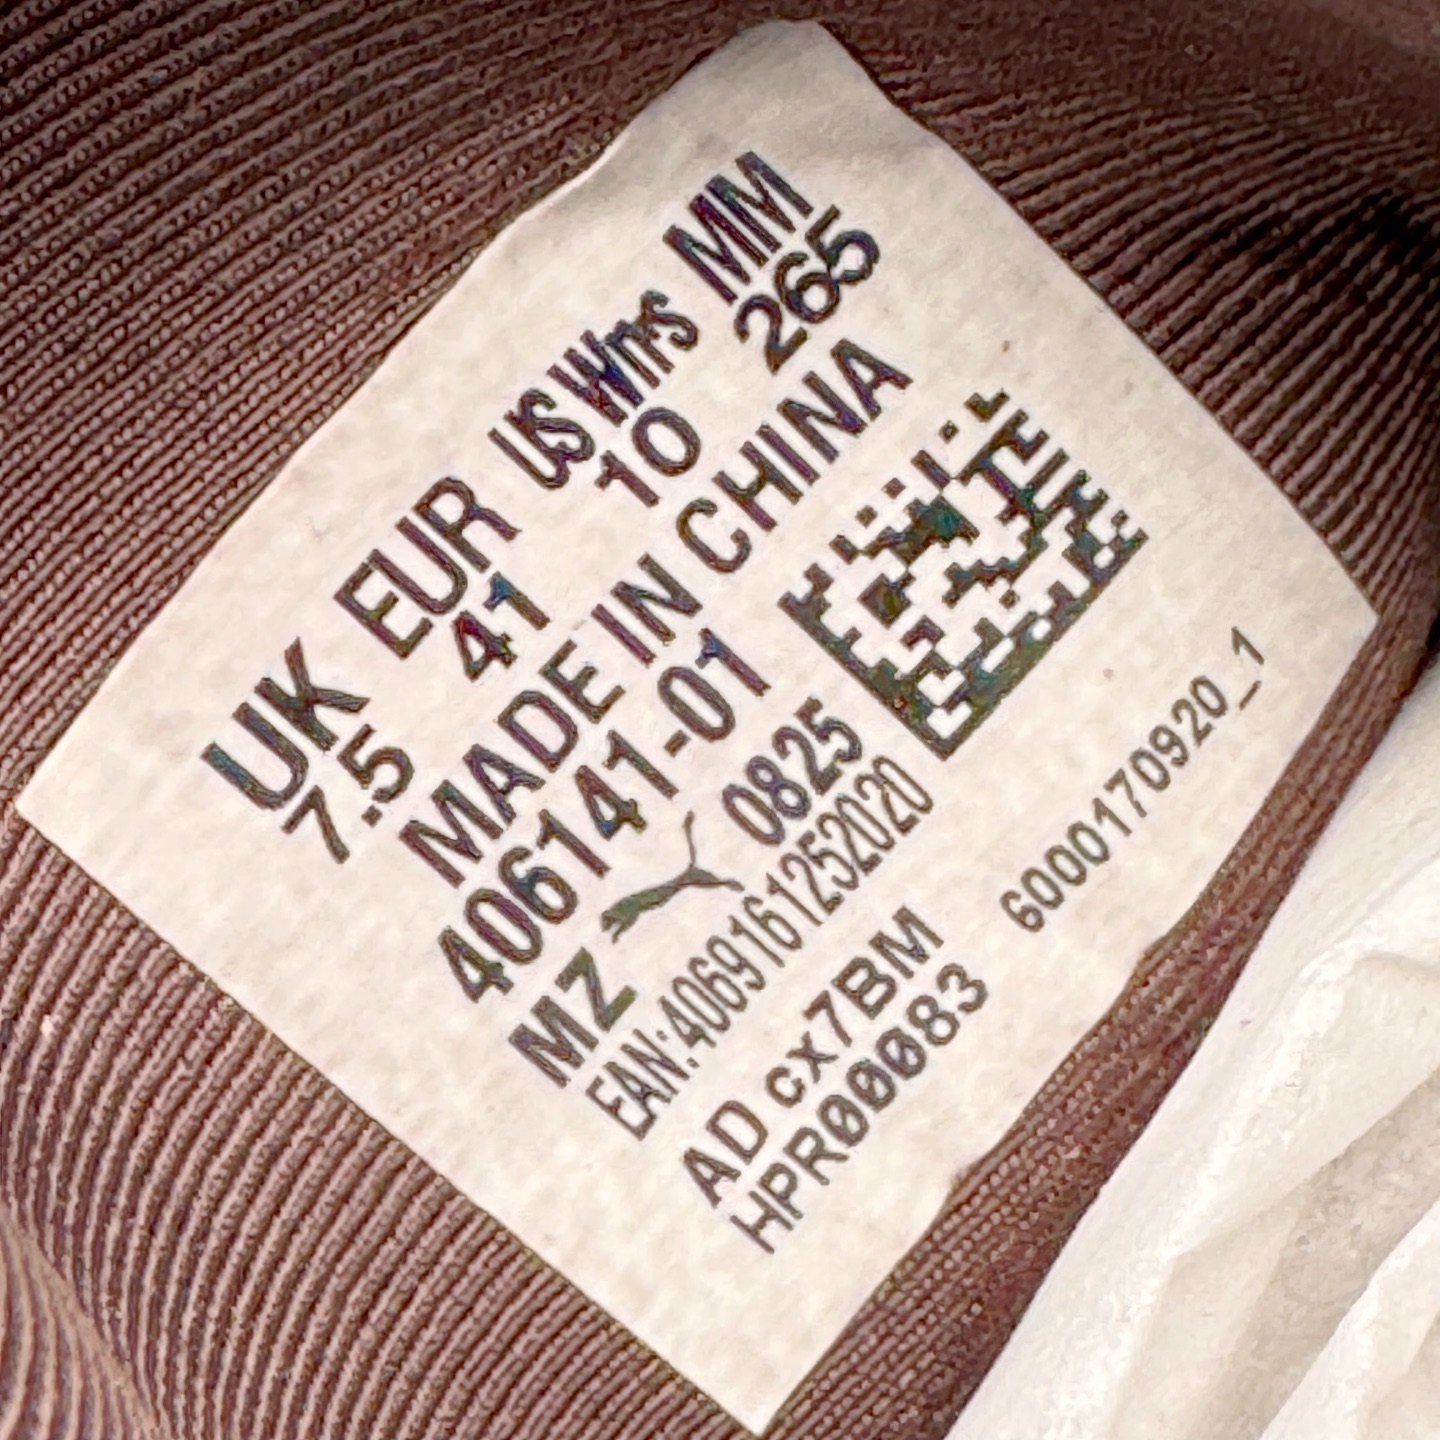 UK EUR US Wn's MM
7.5 41 10 265
MADE IN CHINA
406141-01
MZ 0825
EAN:4069161252020
AD cx7BM
HPR00083
6000170920_1